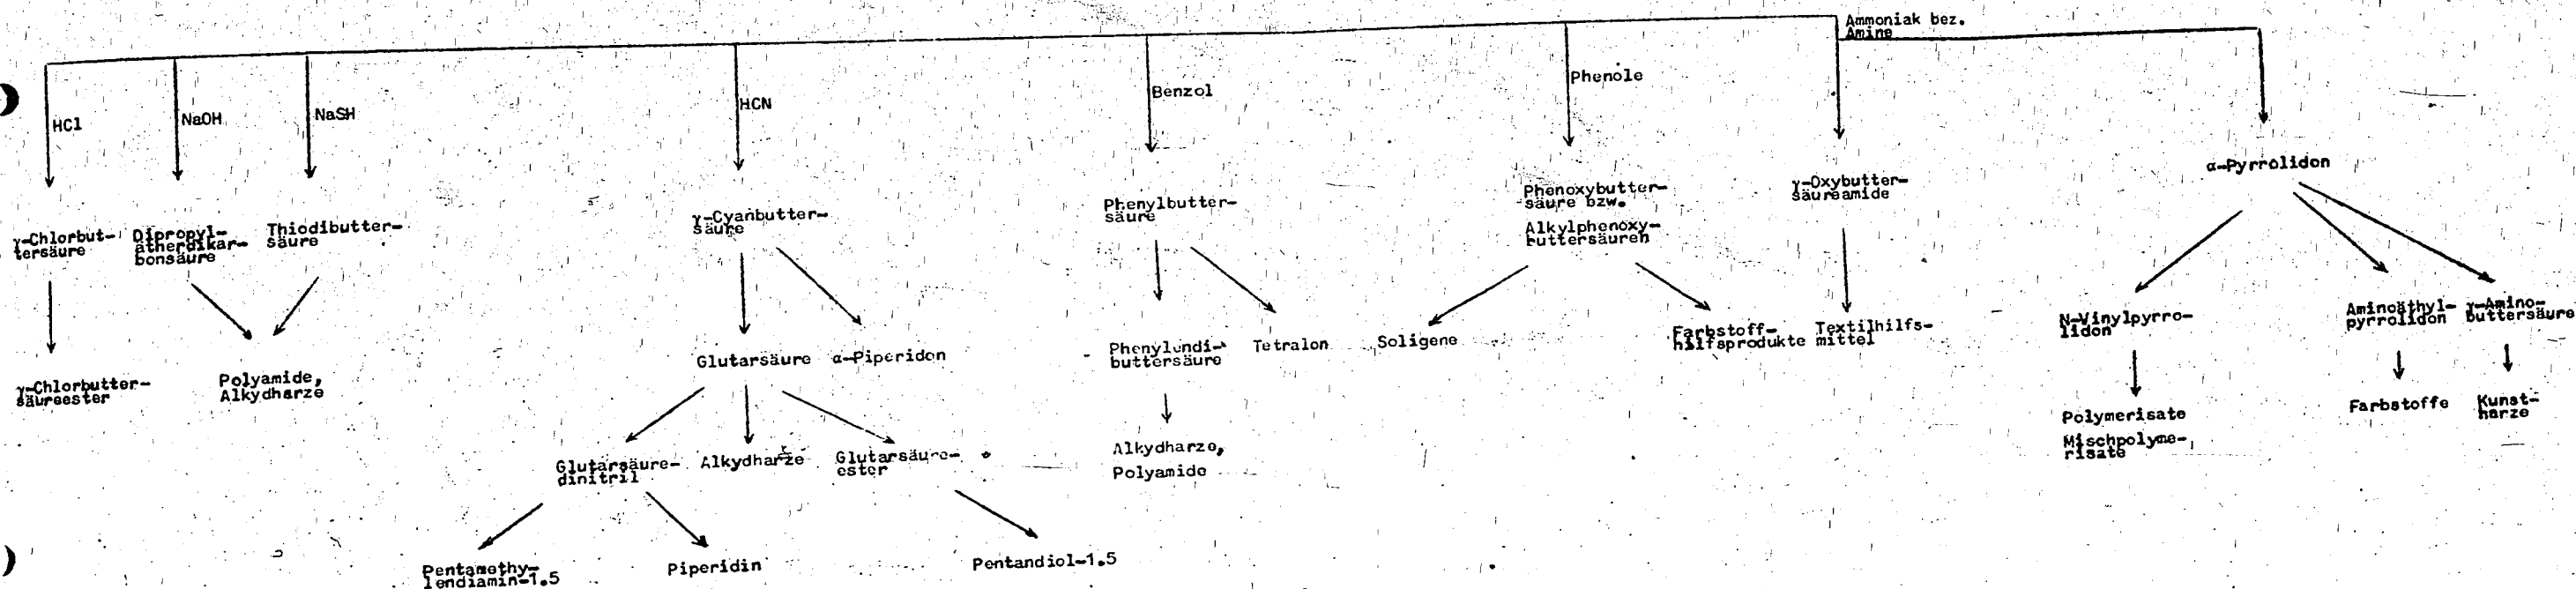 Ammoniak bez.
Amine
Phenole
Benzol
HCN
NaSH
NaOH
HCl
α-Pyrrolidon
γ-Oxybutter-
säureamide
Phenoxybutter-
säure bzw.
Alkylphenoxy-
buttersäuren
Phenylbutter-
säure
γ-Cyanbutter-
säure
Thiodibutter-
säure
Dipropyl-
ätherdikar-
bonsäure
γ-Chlorbut-
tersäure
γ-Chlorbutter-
säureester
Polyamide,
Alkydharze
Glutarsäure
α-Piperidon
Phenylendi-
buttersäure
Tetralon
Soligene
Farbstoff-
hilfsprodukte
Textilhilfs-
mittel
N-Vinylpyrro-
lidon
Aminoäthyl-
pyrrolidon
γ-Amino-
buttersäure
Glutarsäure-
dinitril
Alkydharze
Glutarsäure-
ester
Alkydharze,
Polyamide
Polymerisate
Mischpolyme-
risate
Farbstoffe
Kunst-
harze
Pentamethy-
lendiamin-1.5
Piperidin
Pentandiol-1.5